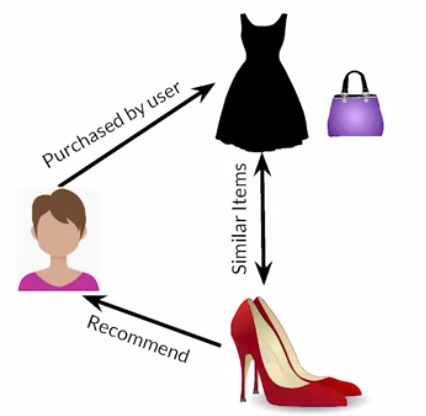 Purchased by user
Similar Items
Recommend